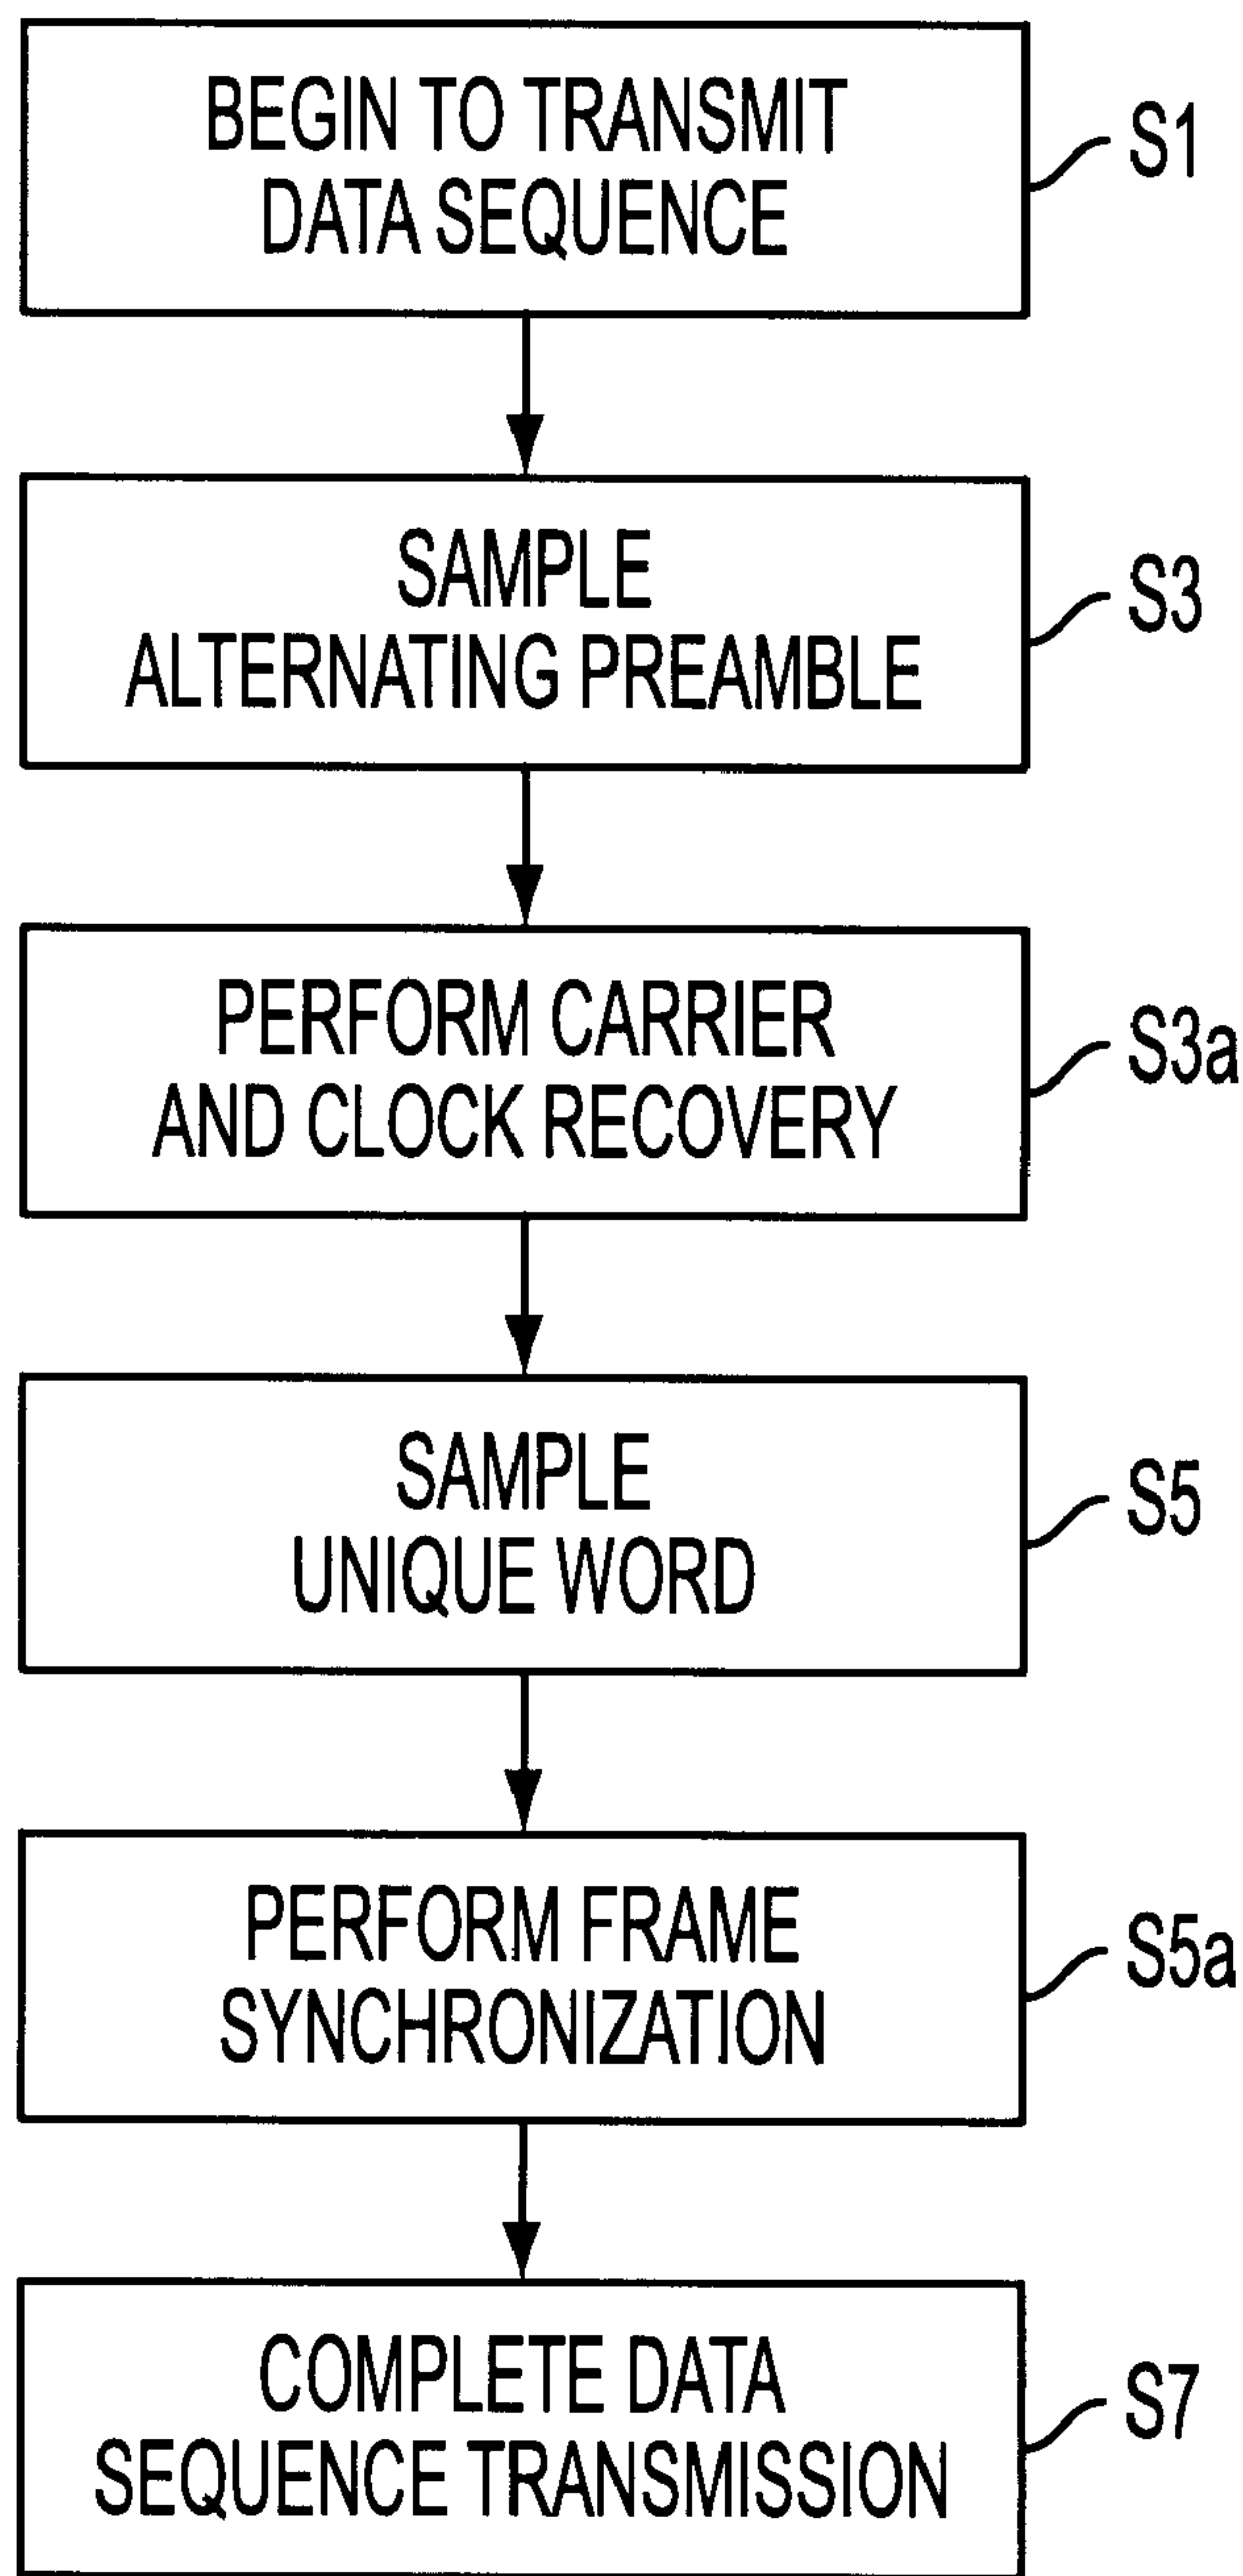 BEGIN TO TRANSMIT
DATA SEQUENCE
S1
SAMPLE
ALTERNATING PREAMBLE
S3
PERFORM CARRIER
AND CLOCK RECOVERY
S3a
SAMPLE
UNIQUE WORD
S5
PERFORM FRAME
SYNCHRONIZATION
S5a
COMPLETE DATA
SEQUENCE TRANSMISSION
S7